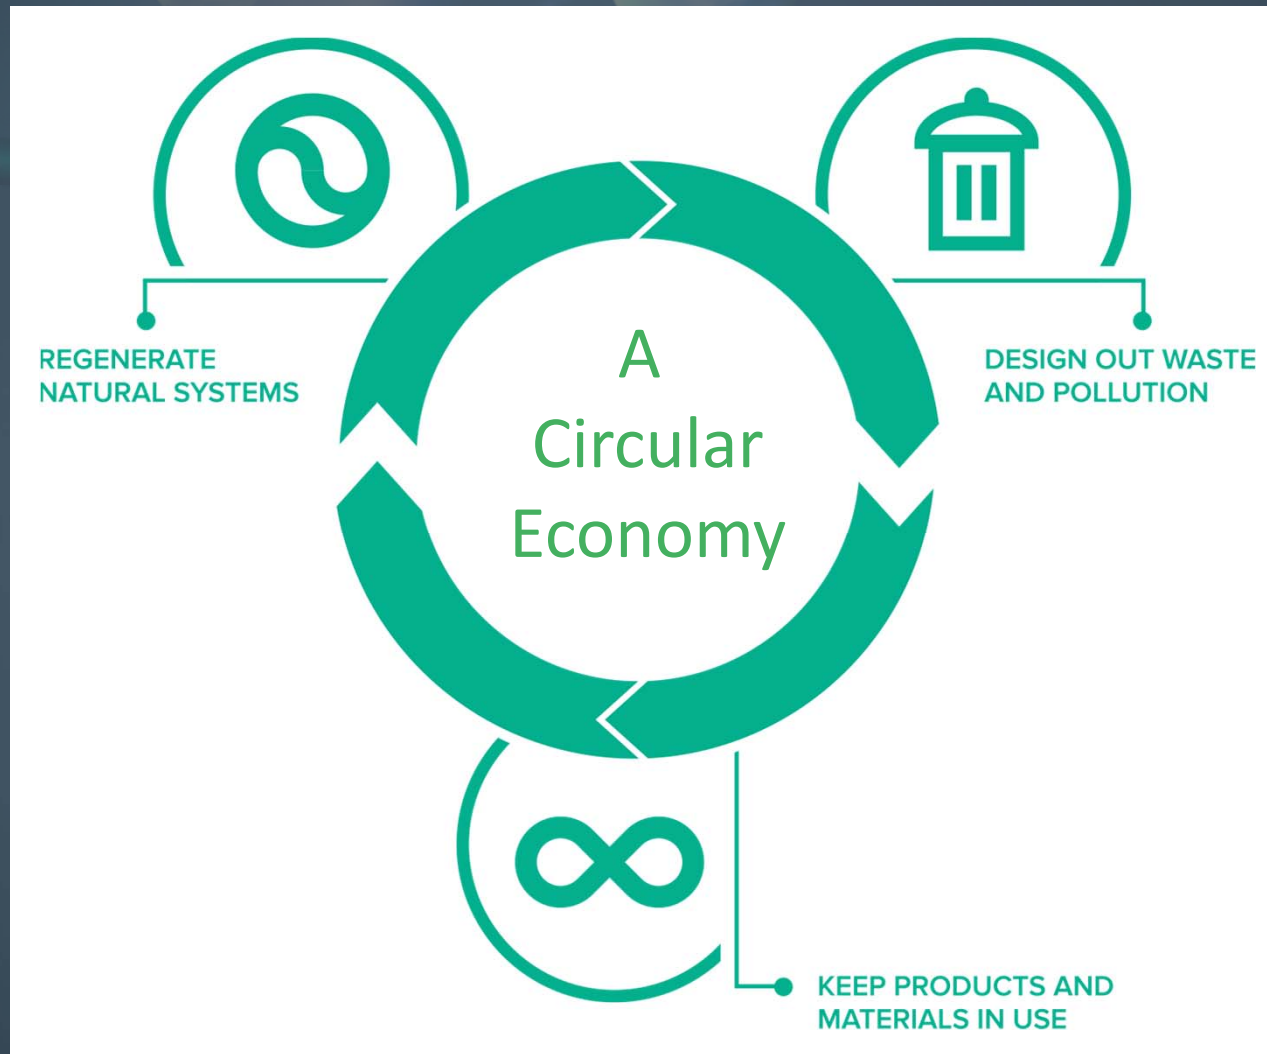 A
Circular
Economy
REGENERATE
NATURAL SYSTEMS
DESIGN OUT WASTE
AND POLLUTION
KEEP PRODUCTS AND
MATERIALS IN USE